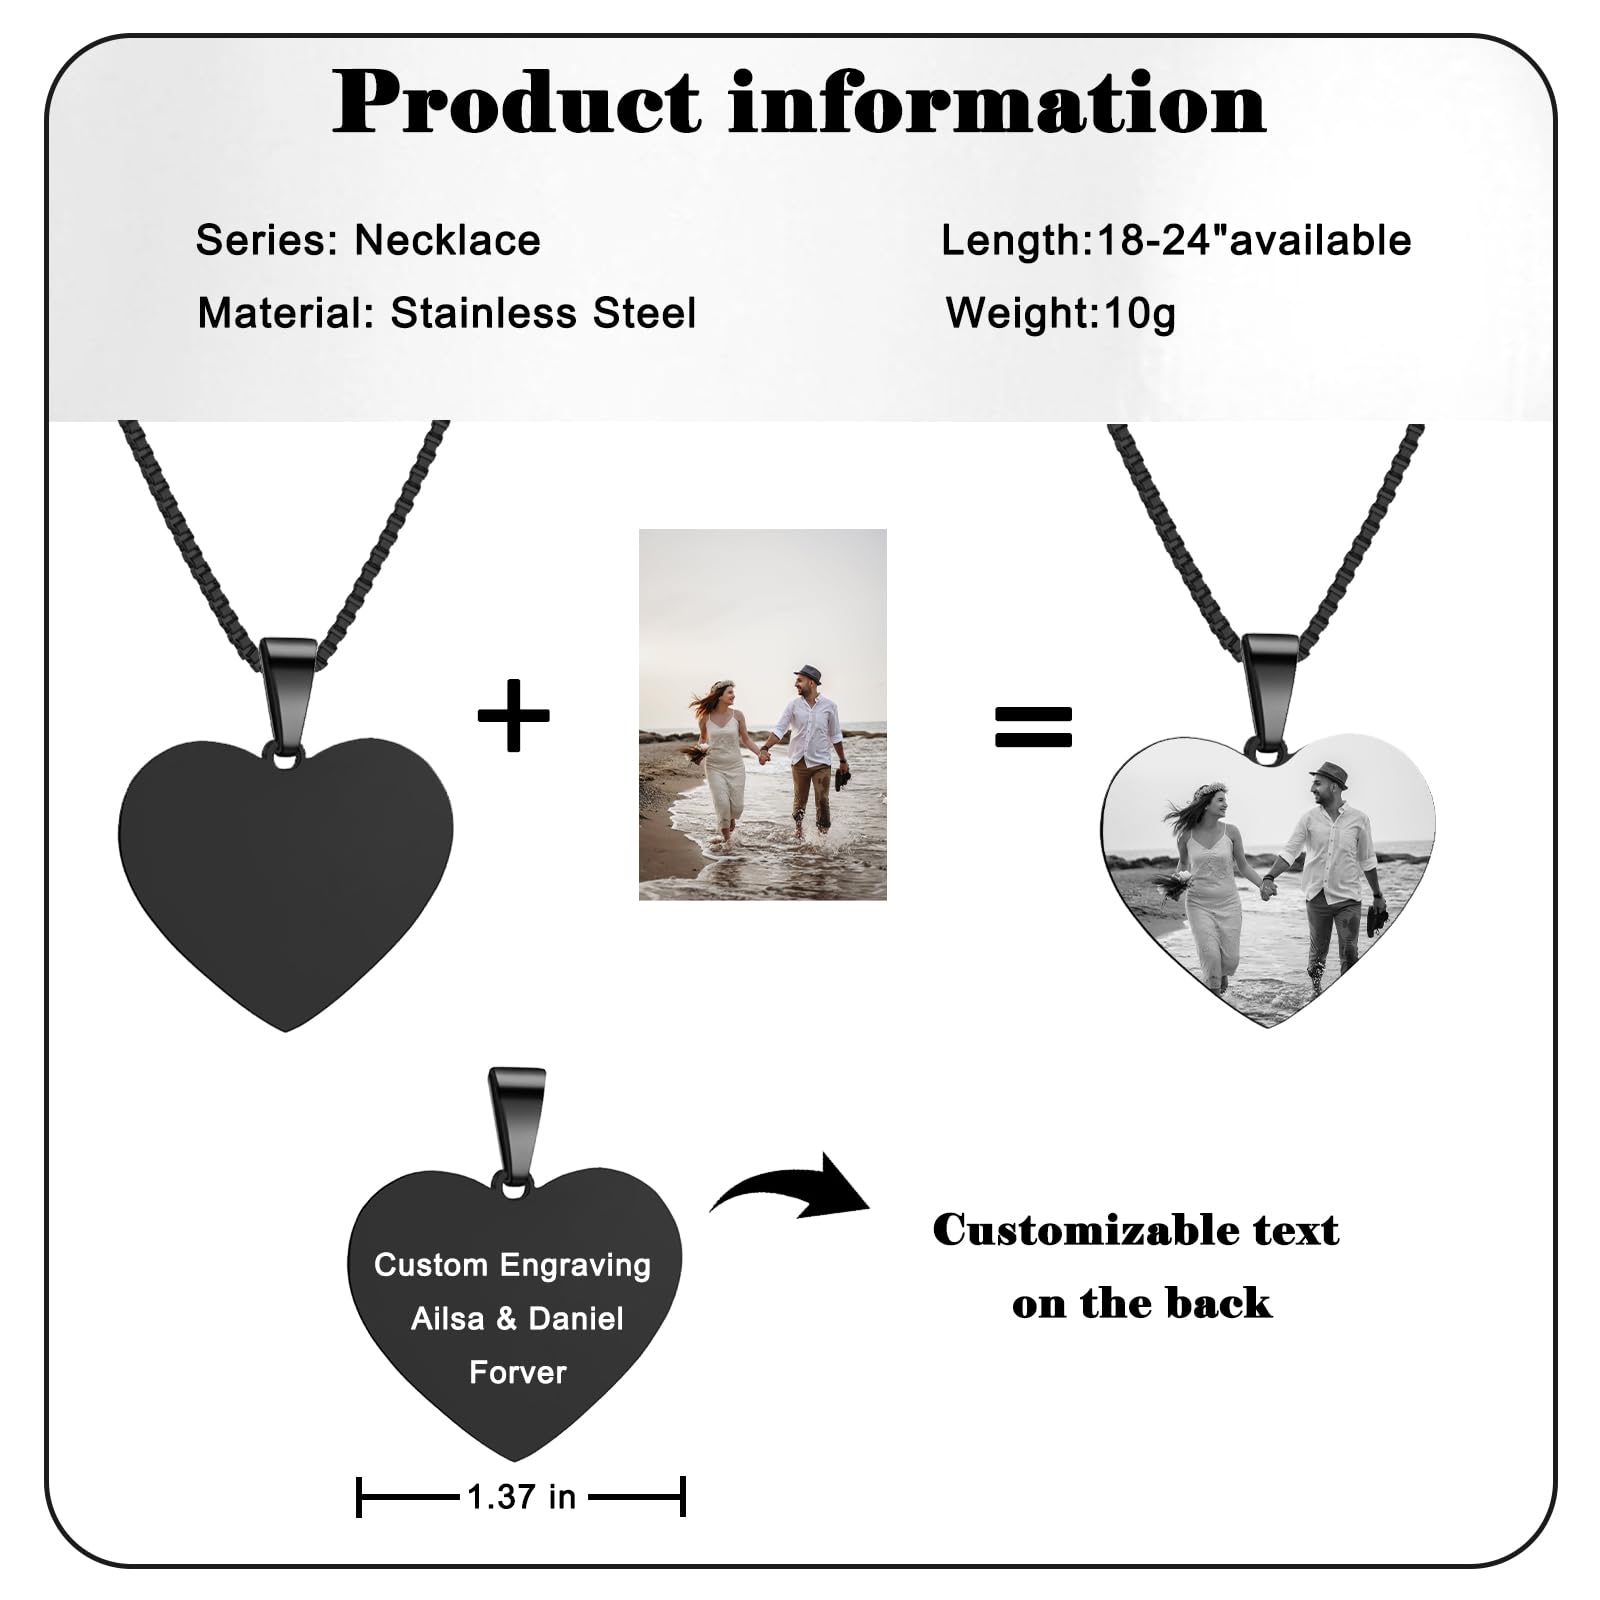 Product information
Series: Necklace
Length:18-24"available
Material: Stainless Steel
Weight:10g
Custom Engraving
Ailsa & Daniel
Forver
Customizable text
on the back
1.37 in